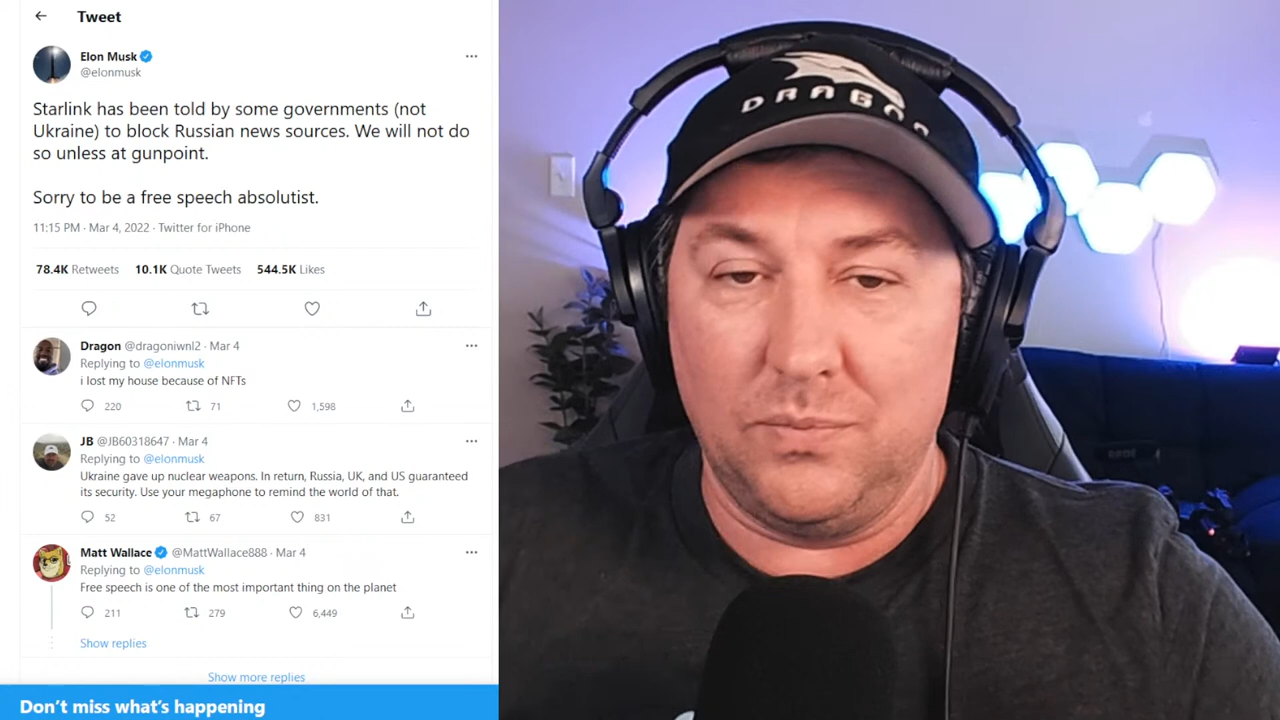 Tweet
Elon Musk
@elonmusk
Starlink has been told by some governments (not
Ukraine) to block Russian news sources. We will not do
so unless at gunpoint.
Sorry to be a free speech absolutist.
11:15 PM · Mar 4, 2022 · Twitter for iPhone
78.4K Retweets 10.1K Quote Tweets 544.5K Likes
Dragon @dragoniwnl2 · Mar 4
Replying to @elonmusk
i lost my house because of NFTs
220 71 1,598
JB @JB60318647 · Mar 4
Replying to @elonmusk
Ukraine gave up nuclear weapons. In return, Russia, UK, and US guaranteed
its security. Use your megaphone to remind the world of that.
52 67 831
Matt Wallace @MattWallace888 · Mar 4
Replying to @elonmusk
Free speech is one of the most important thing on the planet
211 279 6,449
Show replies
Show more replies
Don't miss what's happening
DRAGON